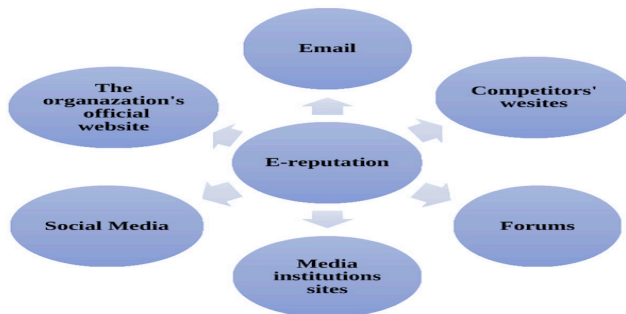 Email
The
organazation's
official
website
Competitors'
wesites
E-reputation
Social Media
Forums
Media
institutions
sites